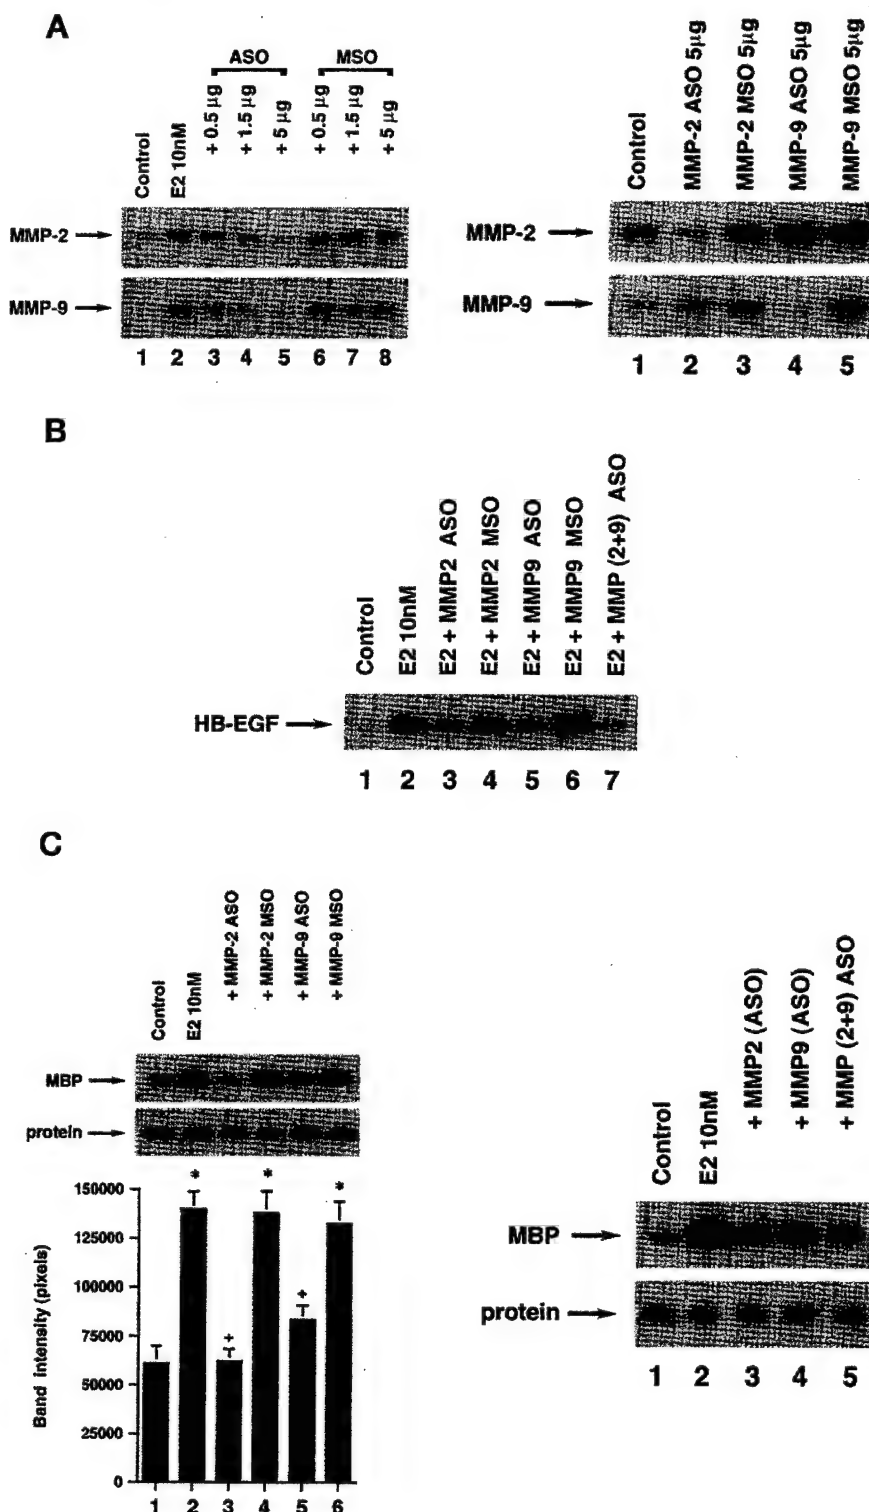 A
ASO
MSO
Control
E2 10nM
+ 0.5 µg
+ 1.5 µg
+ 5 µg
+ 0.5 µg
+ 1.5 µg
+ 5 µg
MMP-2
MMP-9
1 2 3 4 5 6 7 8
Control
MMP-2 ASO 5µg
MMP-2 MSO 5µg
MMP-9 ASO 5µg
MMP-9 MSO 5µg
MMP-2
MMP-9
1 2 3 4 5
B
Control
E2 10nM
E2 + MMP2 ASO
E2 + MMP2 MSO
E2 + MMP9 ASO
E2 + MMP9 MSO
E2 + MMP (2+9) ASO
HB-EGF
1 2 3 4 5 6 7
C
Control
E2 10nM
+ MMP-2 ASO
+ MMP-2 MSO
+ MMP-9 ASO
+ MMP-9 MSO
MBP
protein
Band intensity (pixels)
150000
125000
100000
75000
50000
25000
0
* * *
+ +
1 2 3 4 5 6
Control
E2 10nM
+ MMP2 (ASO)
+ MMP9 (ASO)
+ MMP (2+9) ASO
MBP
protein
1 2 3 4 5